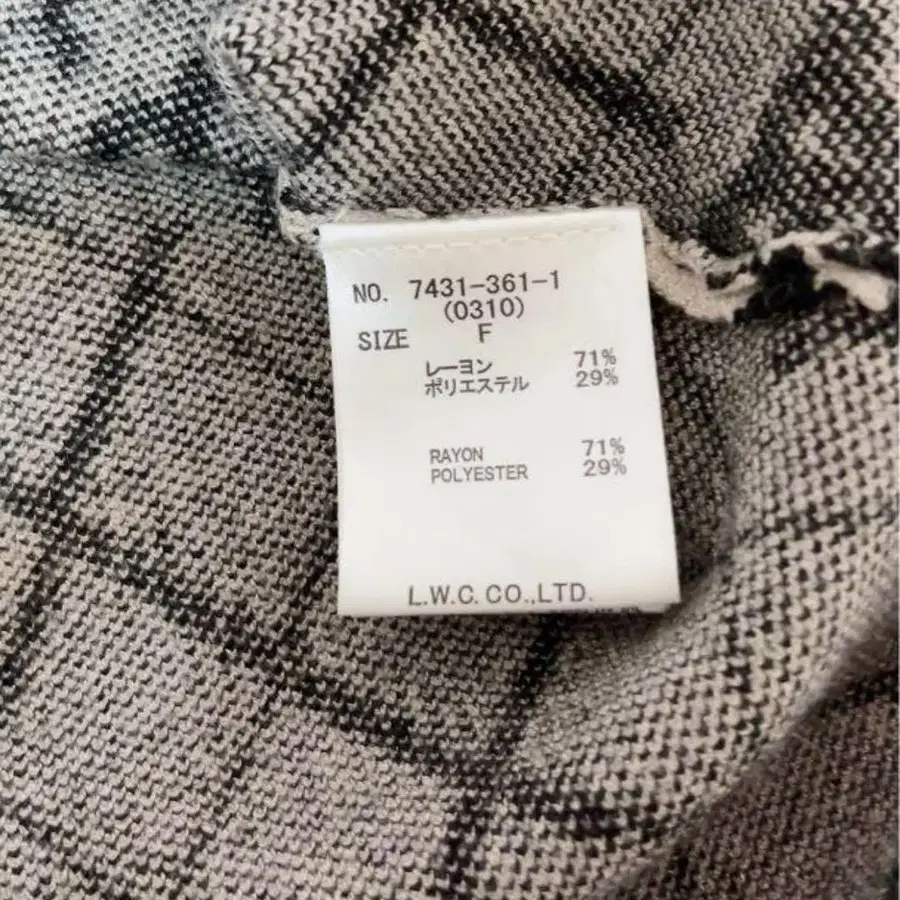 NO. 7431-361-1
(0310)
SIZE F
レーヨン 71%
ポリエステル 29%
RAYON 71%
POLYESTER 29%
L.W.C. CO.,LTD.